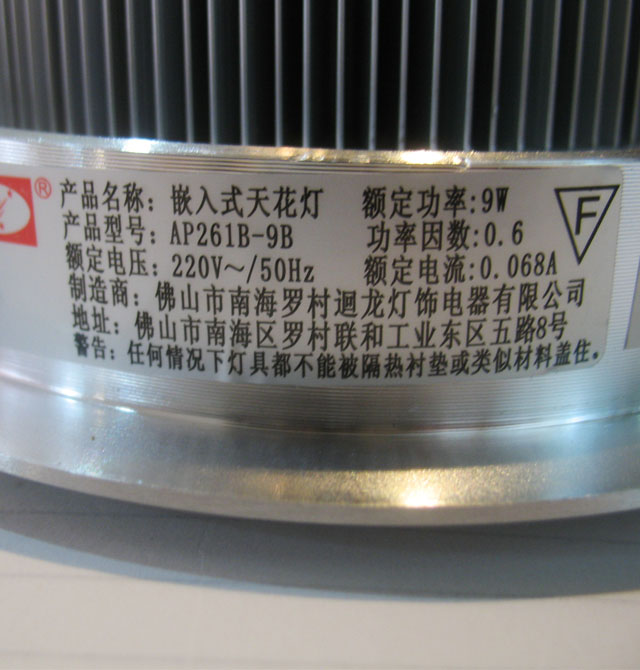 ®
产品名称: 嵌入式天花灯 额定功率:9W
产品型号: AP261B-9B 功率因数:0.6
额定电压: 220V~/50Hz 额定电流:0.068A
F
制造商: 佛山市南海罗村迴龙灯饰电器有限公司
地址: 佛山市南海区罗村联和工业东区五路8号
警告: 任何情况下灯具都不能被隔热衬垫或类似材料盖住。